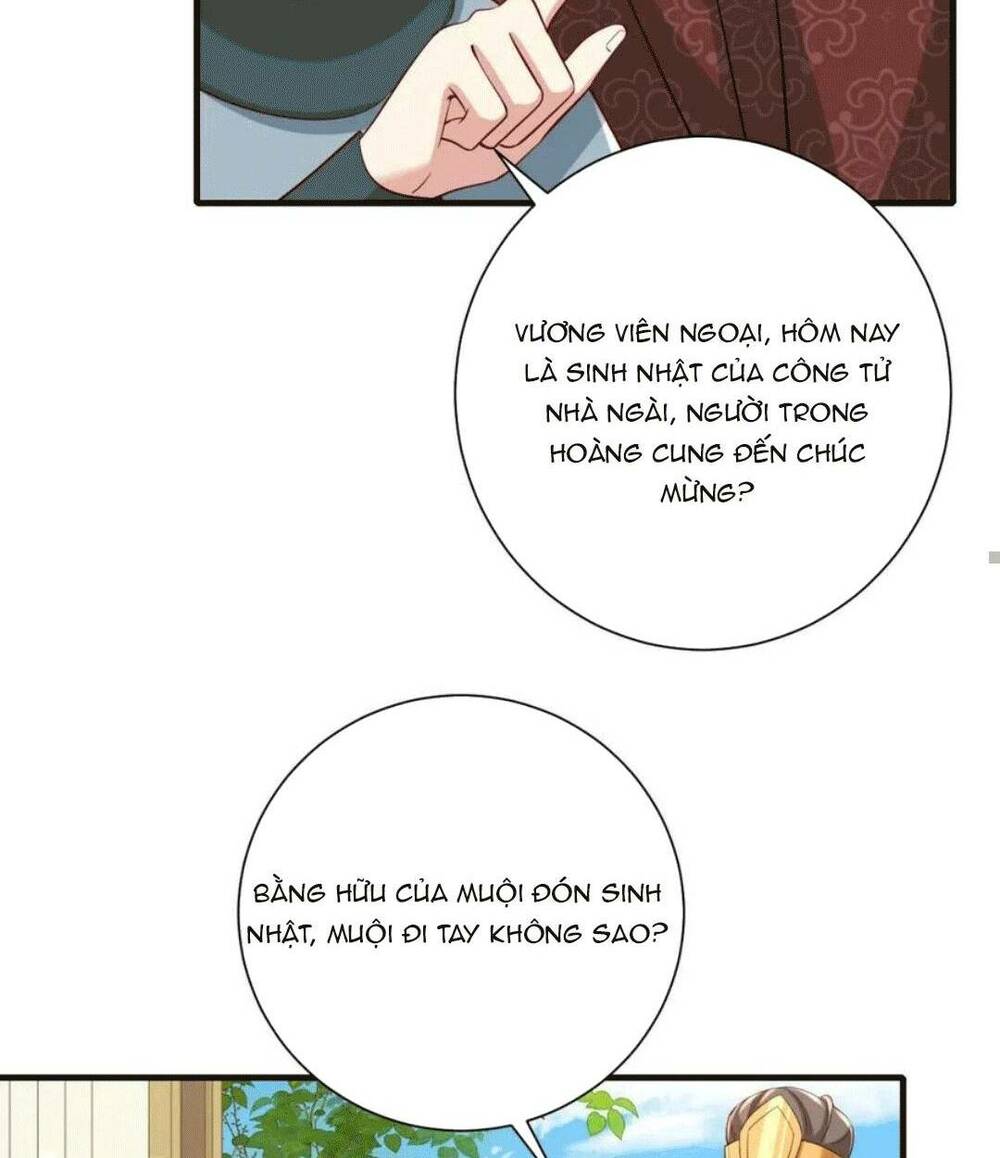 VƯƠNG VIÊN NGOẠI, HÔM NAY
LÀ SINH NHẬT CỦA CÔNG TỬ
NHÀ NGÀI, NGƯỜI TRONG
HOÀNG CUNG ĐẾN CHÚC
MỪNG?
BẰNG HỮU CỦA MUỘI ĐÓN SINH
NHẬT, MUỘI ĐI TAY KHÔNG SAO?